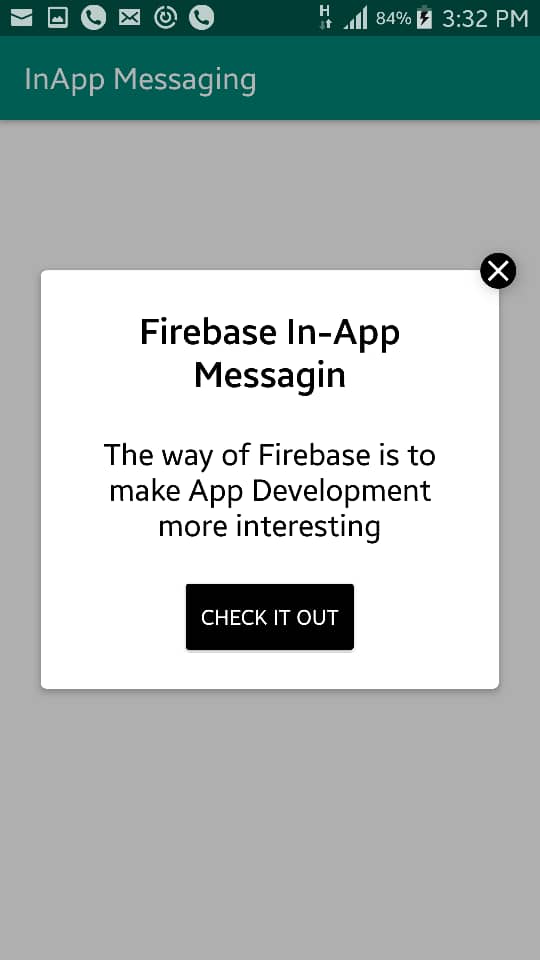 H 84% 3:32 PM
InApp Messaging
Firebase In-App
Messagin
The way of Firebase is to
make App Development
more interesting
CHECK IT OUT